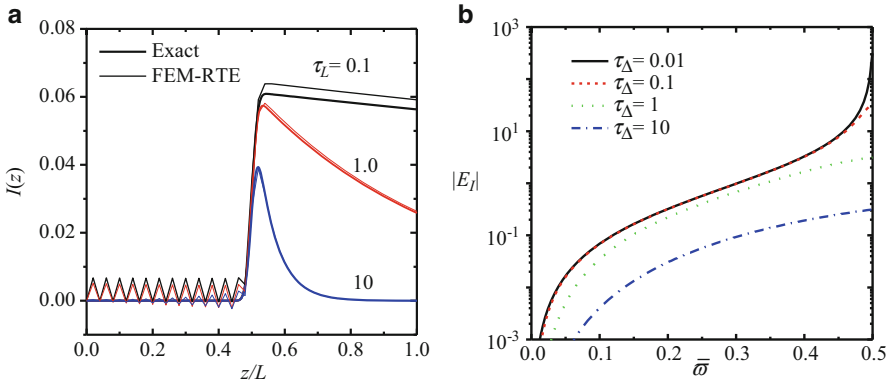 a
0.08
0.06
0.04
0.02
0.00
I(z)
Exact
FEM-RTE
τL= 0.1
1.0
10
0.0 0.2 0.4 0.6 0.8 1.0
z/L
b
10³
10¹
10⁻¹
10⁻³
|EI|
τΔ= 0.01
τΔ= 0.1
τΔ= 1
τΔ= 10
0.0 0.1 0.2 0.3 0.4 0.5
ϖ̅